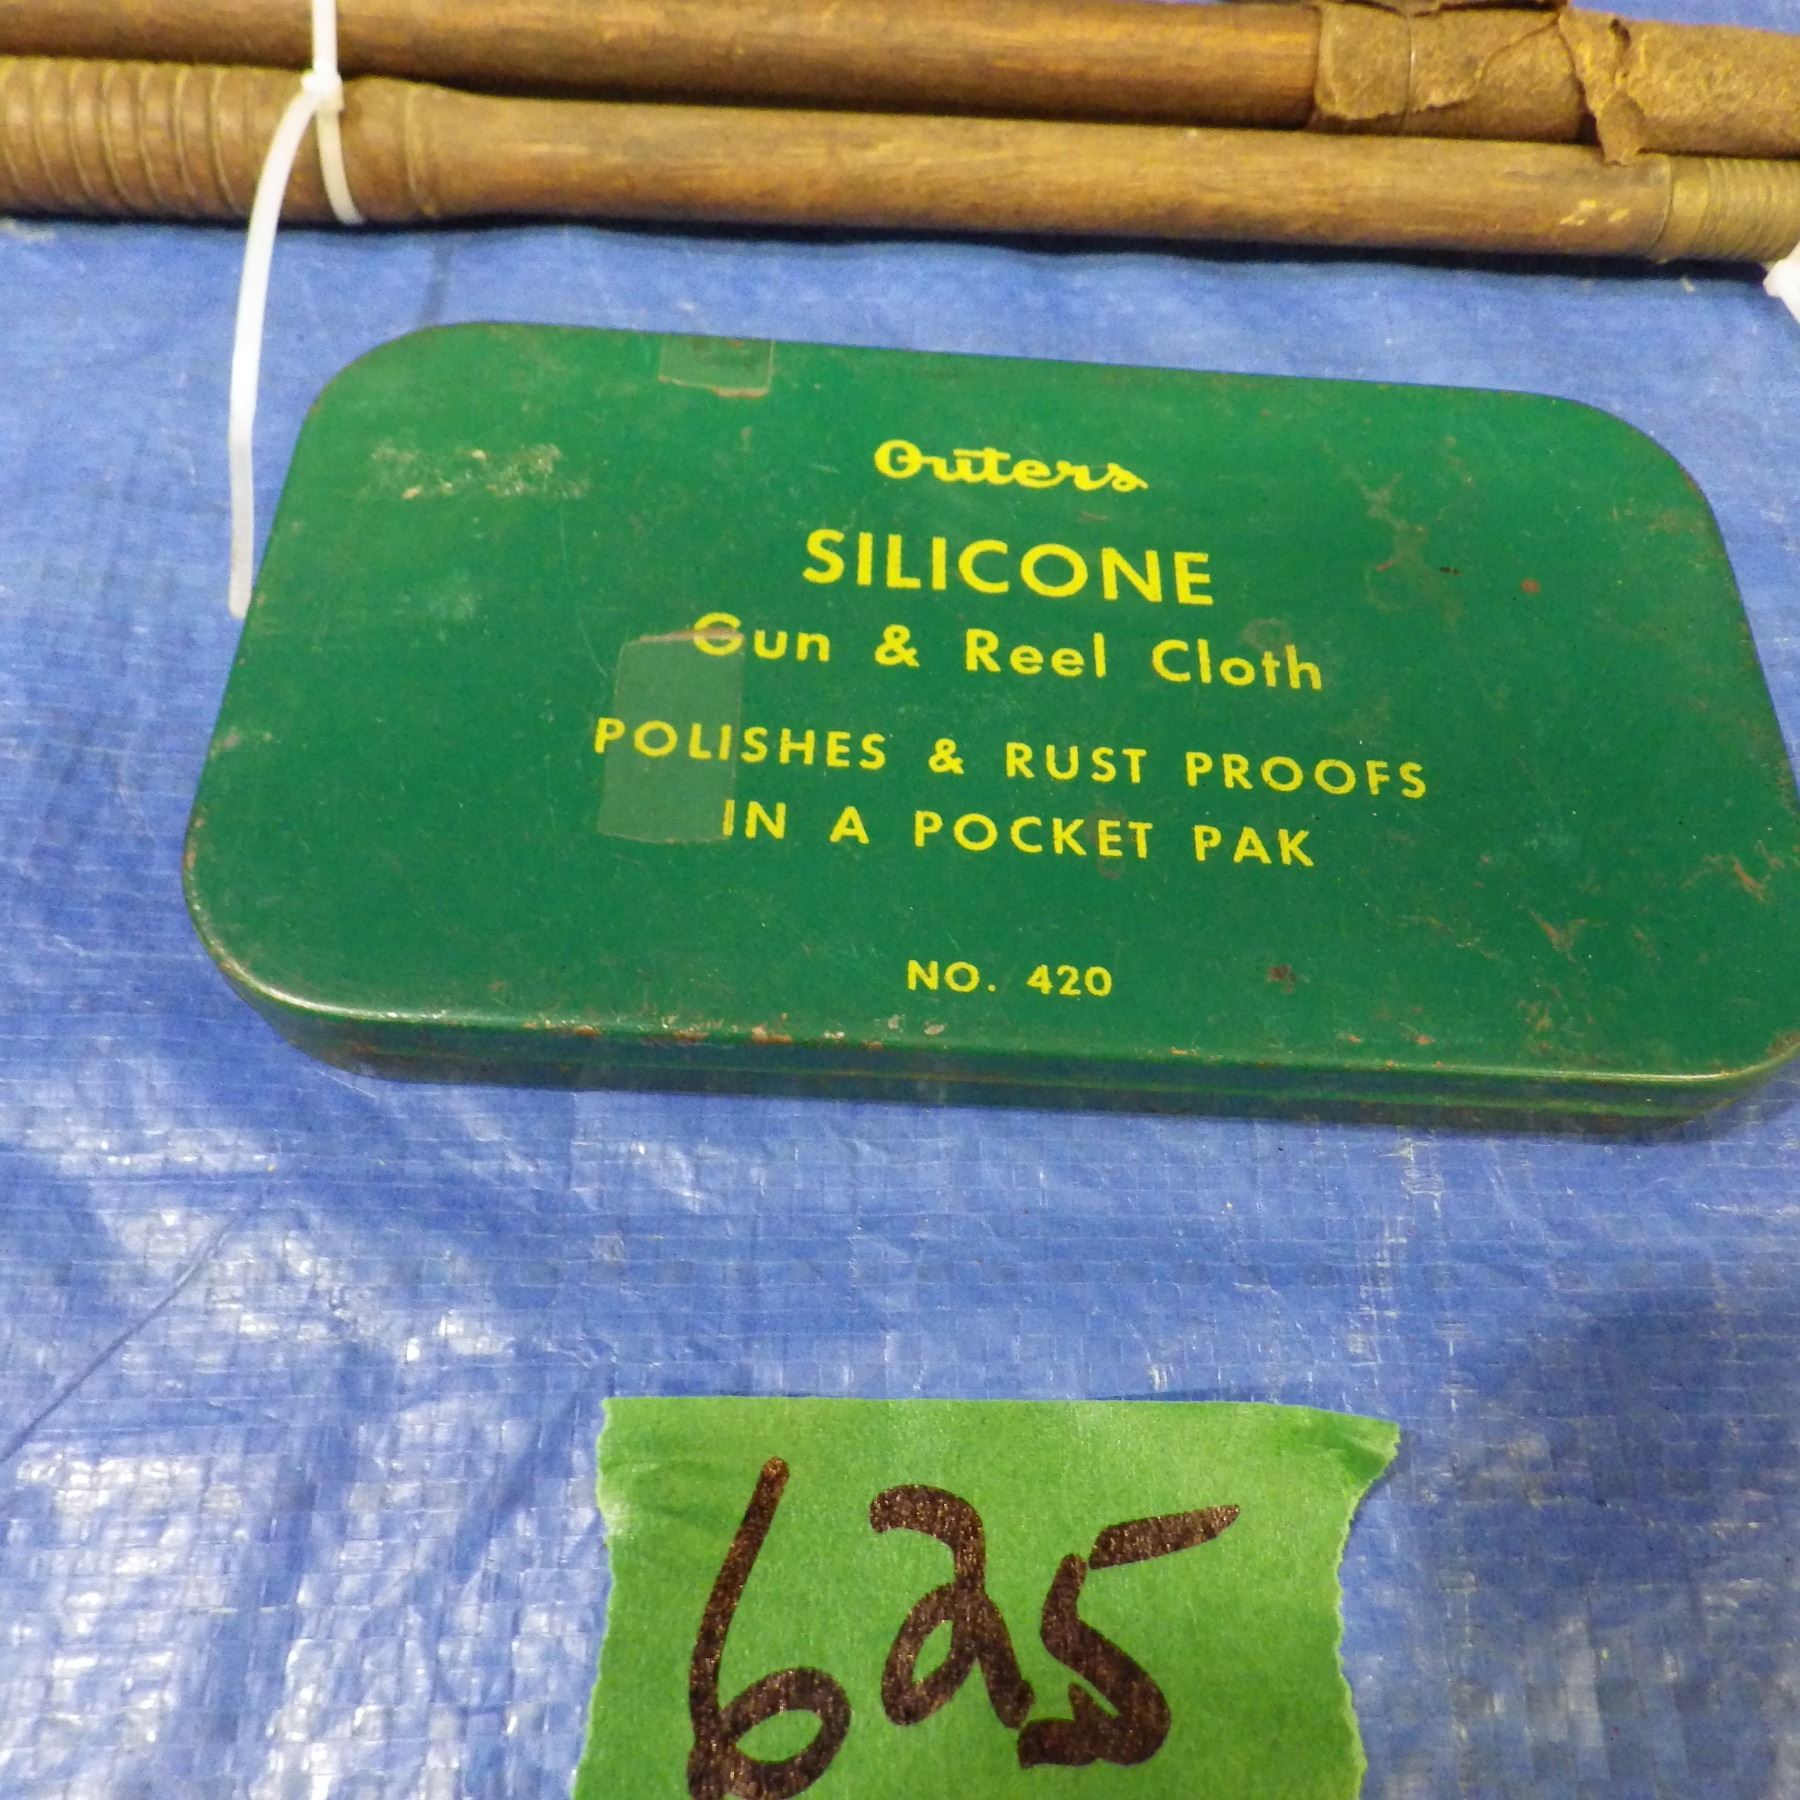 Outers
SILICONE
Gun & Reel Cloth
POLISHES & RUST PROOFS
IN A POCKET PAK
NO. 420
625